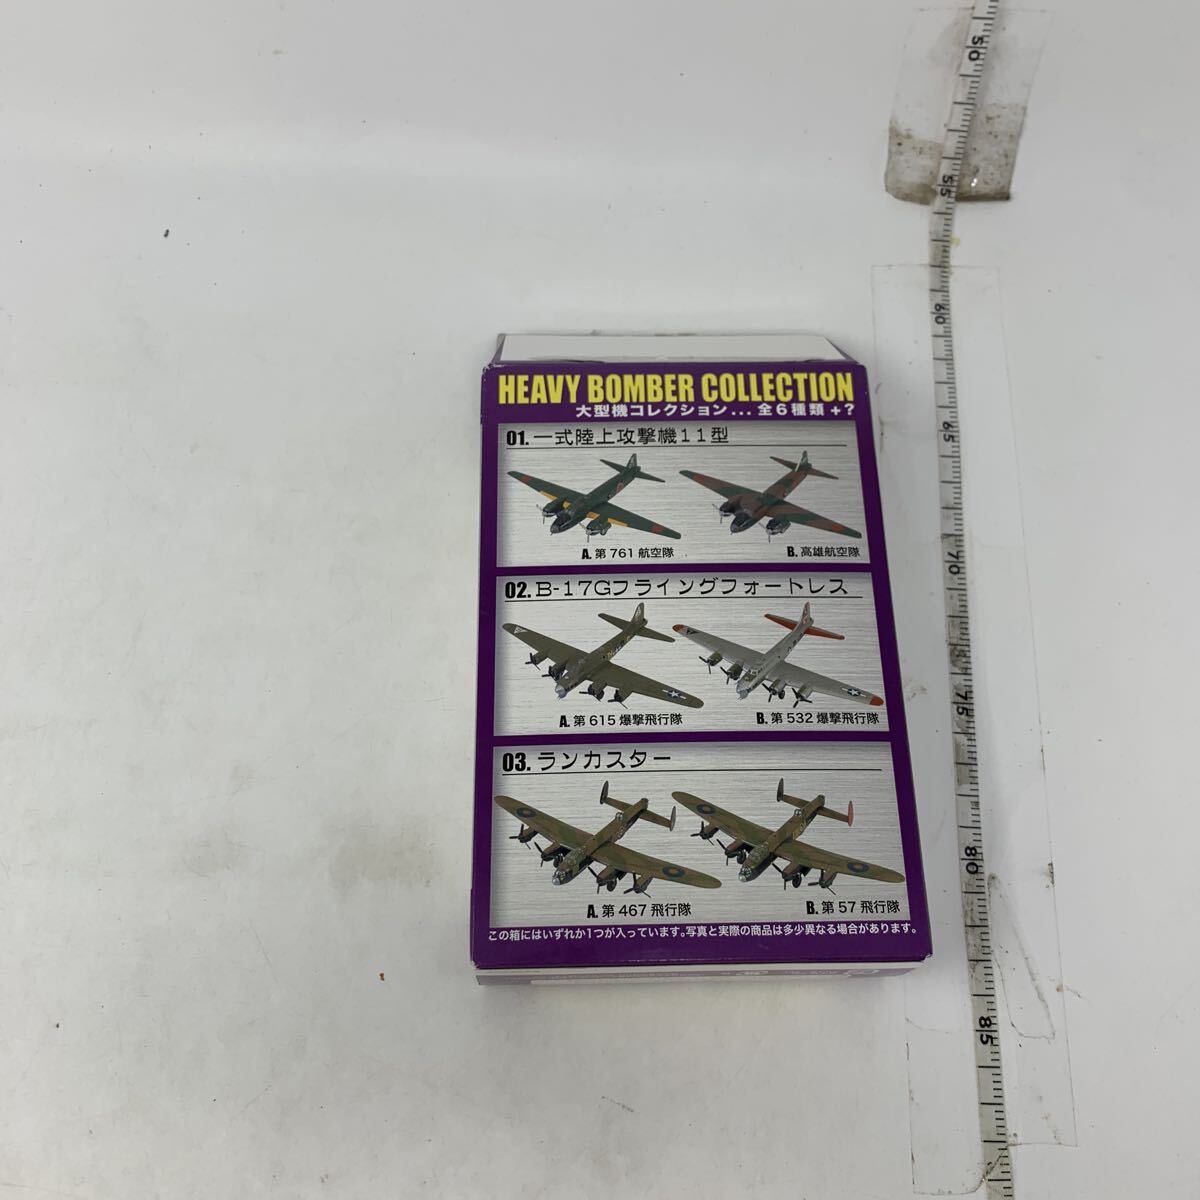 HEAVY BOMBER COLLECTION
大型機コレクション...全6種類+?
01.一式陸上攻撃機11型
A.第761航空隊
B.高雄航空隊
02.B-17Gフライングフォートレス
A.第615爆撃飛行隊
B.第532爆撃飛行隊
03.ランカスター
A.第467飛行隊
B.第57飛行隊
この箱にはいずれか1つが入っています。写真と実際の商品は多少異なる場合があります。
50
55
60
65
70
75
80
85